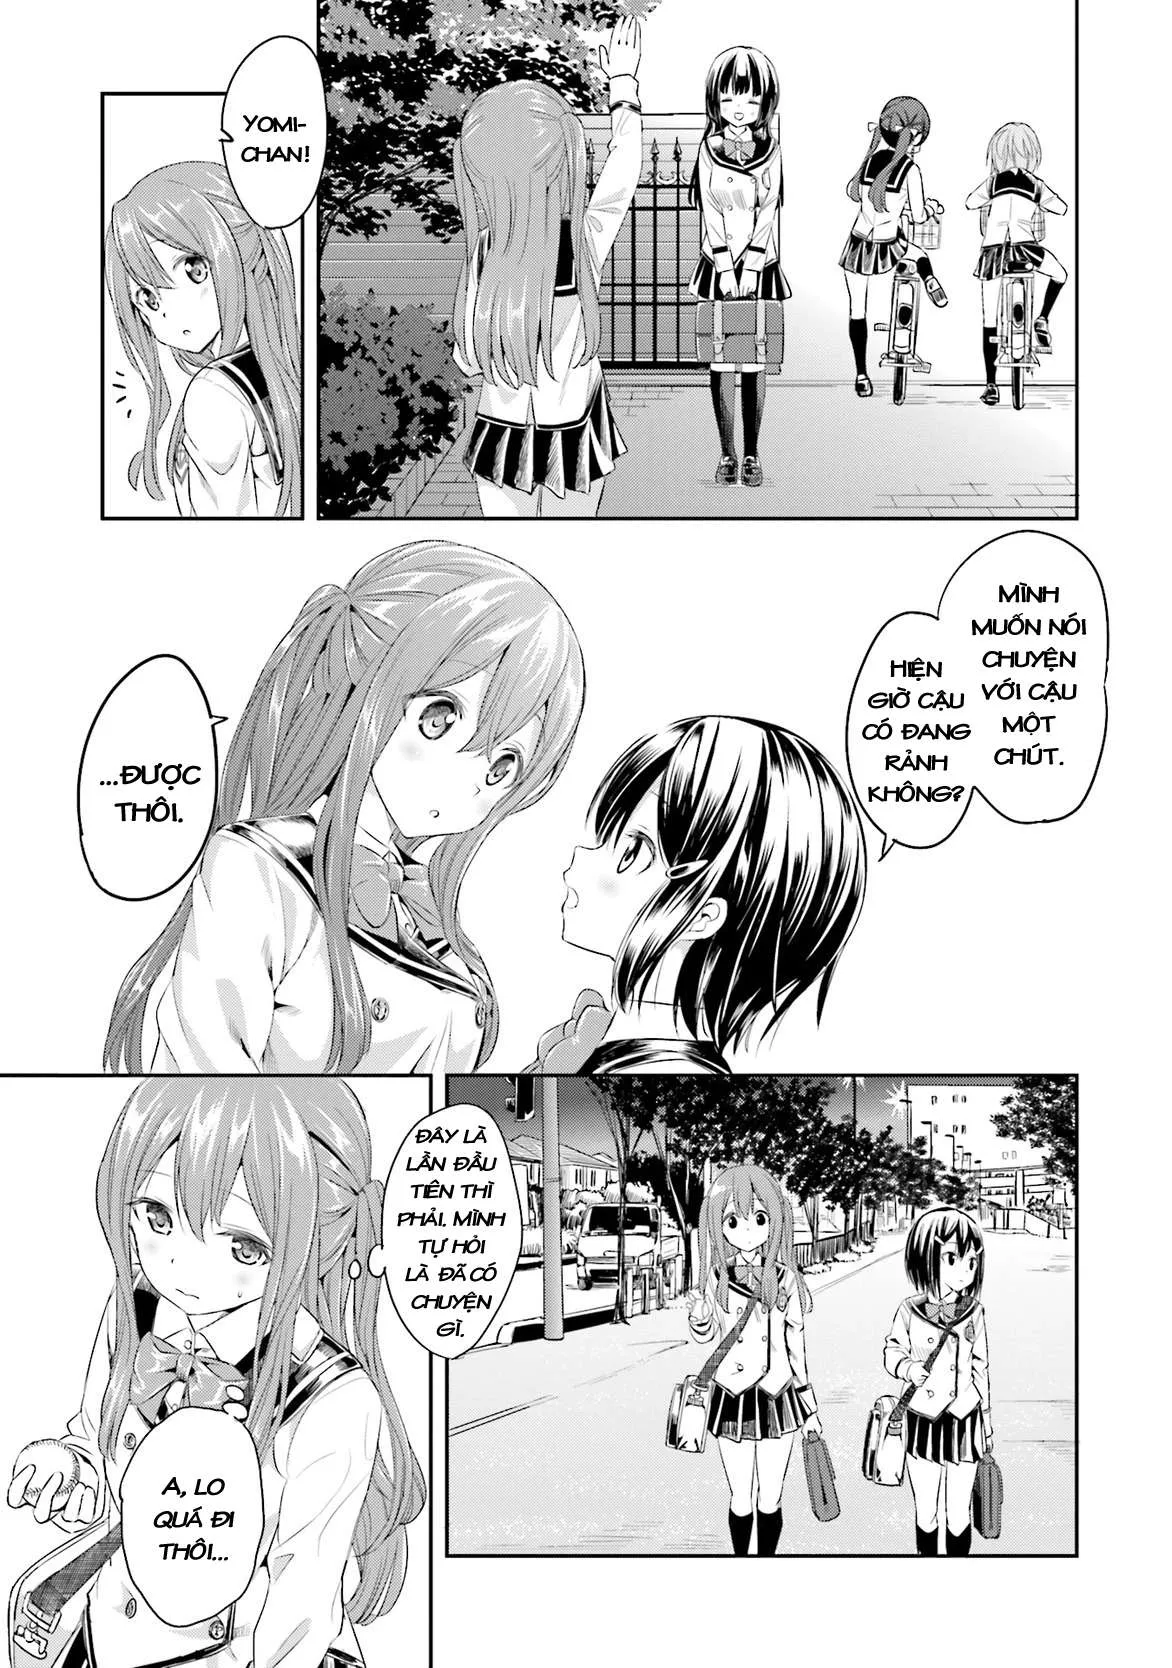 YOMI-
CHAN!
MÌNH
MUỐN NÓI
CHUYỆN
VỚI CẬU
MỘT
CHÚT.
HIỆN
GIỜ CẬU
CÓ ĐANG
RẢNH
KHÔNG?
...ĐƯỢC
THÔI.
ĐÂY LÀ
LẦN ĐẦU
TIÊN THÌ
PHẢI. MÌNH
TỰ HỎI
LÀ ĐÃ CÓ
CHUYỆN
GÌ.
A, LO
QUÁ ĐI
THÔI...